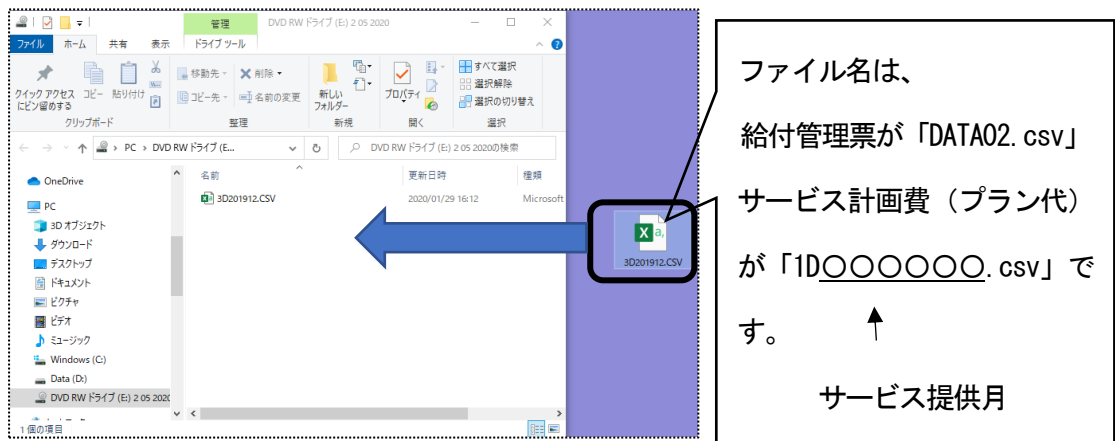 管理
DVD RW ドライブ (E:) 2 05 2020
ファイル ホーム 共有 表示 ドライブ ツール
クイック アクセス
にピン留めする
コピー
貼り付け
移動先
コピー先
削除
名前の変更
新しい
フォルダー
プロパティ
すべて選択
選択解除
選択の切り替え
クリップボード 整理 新規 開く 選択
PC > DVD RW ドライブ (E...
DVD RW ドライブ (E:) 2 05 2020の検索
名前 更新日時 種類
3D201912.CSV 2020/01/29 16:12 Microsoft
OneDrive
PC
3D オブジェクト
ダウンロード
デスクトップ
ドキュメント
ピクチャ
ビデオ
ミュージック
Windows (C:)
Data (D:)
DVD RW ドライブ (E:) 2 05 2020
1 個の項目
3D201912.CSV
ファイル名は、
給付管理票が「DATA02.csv」
サービス計画費（プラン代）
が「1D〇〇〇〇〇〇.csv」で
す。
サービス提供月